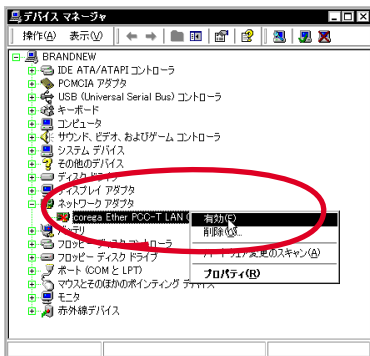 デバイス マネージャ
操作(A) 表示(V)
BRANDNEW
IDE ATA/ATAPI コントローラ
PCMCIA アダプタ
USB (Universal Serial Bus) コントローラ
キーボード
コンピュータ
サウンド、ビデオ、およびゲーム コントローラ
システム デバイス
その他のデバイス
ディスク ドライブ
ディスプレイ アダプタ
ネットワーク アダプタ
corega Ether PCC-T LAN
有効(E)
バッテリ
削除(U)...
フロッピー ディスク コントローラ
ハードウェア変更のスキャン(A)
フロッピー ディスク ドライブ
ポート (COM と LPT)
プロパティ(R)
マウスとそのほかのポインティング デバイス
モニタ
赤外線デバイス